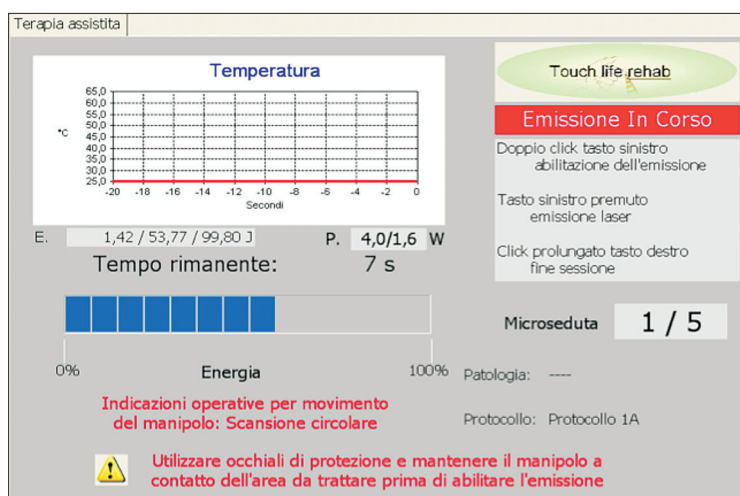 Terapia assistita
Temperatura
65,0
60,0
55,0
50,0
45,0
40,0
35,0
30,0
25,0
°C
-20 -18 -16 -14 -12 -10 -8 -6 -4 -2 0
Secondi
E. 1,42 / 53,77 / 99,80 J P. 4,0/1,6 W
Tempo rimanente: 7 s
0% Energia 100%
Indicazioni operative per movimento
del manipolo: Scansione circolare
Touch life rehab
Emissione In Corso
Doppio click tasto sinistro
abilitazione dell'emissione
Tasto sinistro premuto
emissione laser
Click prolungato tasto destro
fine sessione
Microseduta 1 / 5
Patologia: ----
Protocollo: Protocollo 1A
Utilizzare occhiali di protezione e mantenere il manipolo a
contatto dell'area da trattare prima di abilitare l'emissione